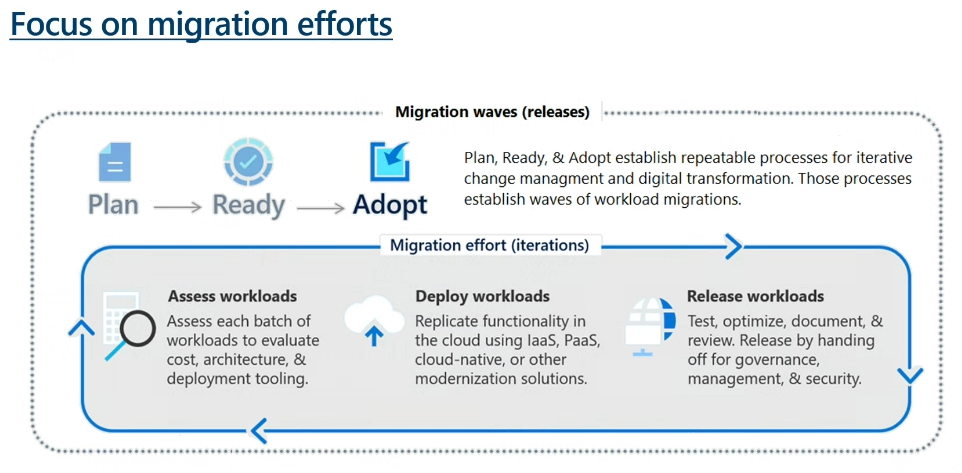 Focus on migration efforts
Migration waves (releases)
Plan
Ready
Adopt
Plan, Ready, & Adopt establish repeatable processes for iterative
change managment and digital transformation. Those processes
establish waves of workload migrations.
Migration effort (iterations)
Assess workloads
Assess each batch of
workloads to evaluate
cost, architecture, &
deployment tooling.
Deploy workloads
Replicate functionality in
the cloud using IaaS, PaaS,
cloud-native, or other
modernization solutions.
Release workloads
Test, optimize, document, &
review. Release by handing
off for governance,
management, & security.